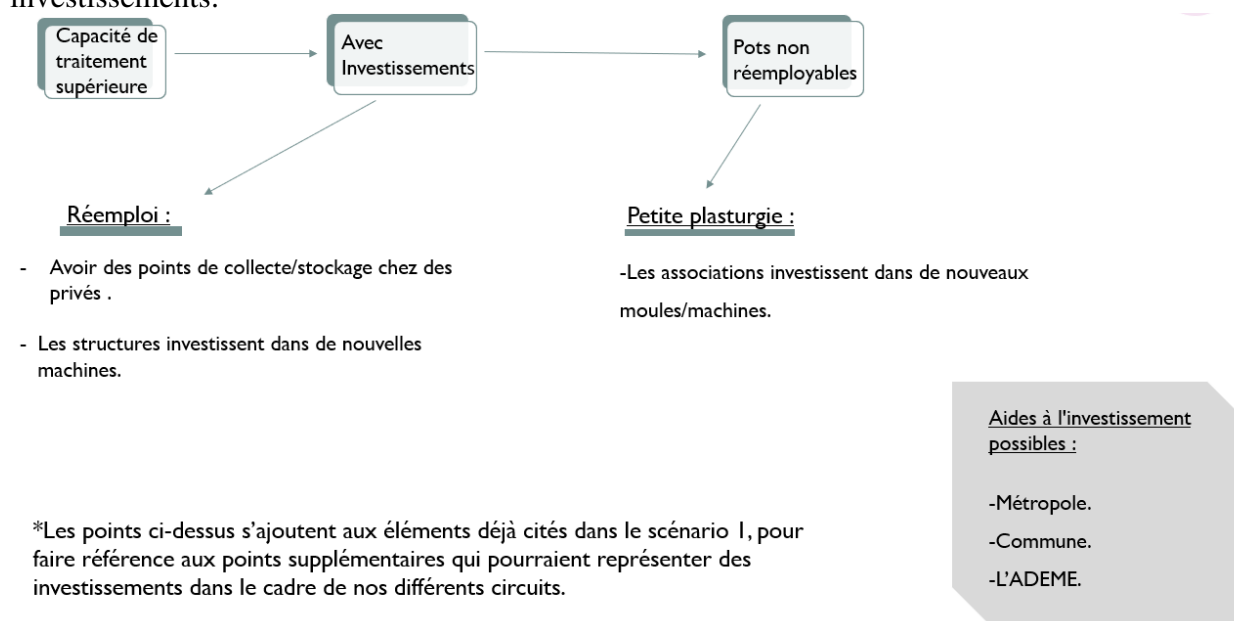 investissements.
Capacité de
traitement
supérieure
Avec
Investissements
Pots non
réemployables
Réemploi :
- Avoir des points de collecte/stockage chez des
privés .
- Les structures investissent dans de nouvelles
machines.
Petite plasturgie :
-Les associations investissent dans de nouveaux
moules/machines.
Aides à l'investissement
possibles :
-Métropole.
-Commune.
-L’ADEME.
*Les points ci-dessus s’ajoutent aux éléments déjà cités dans le scénario 1, pour
faire référence aux points supplémentaires qui pourraient représenter des
investissements dans le cadre de nos différents circuits.